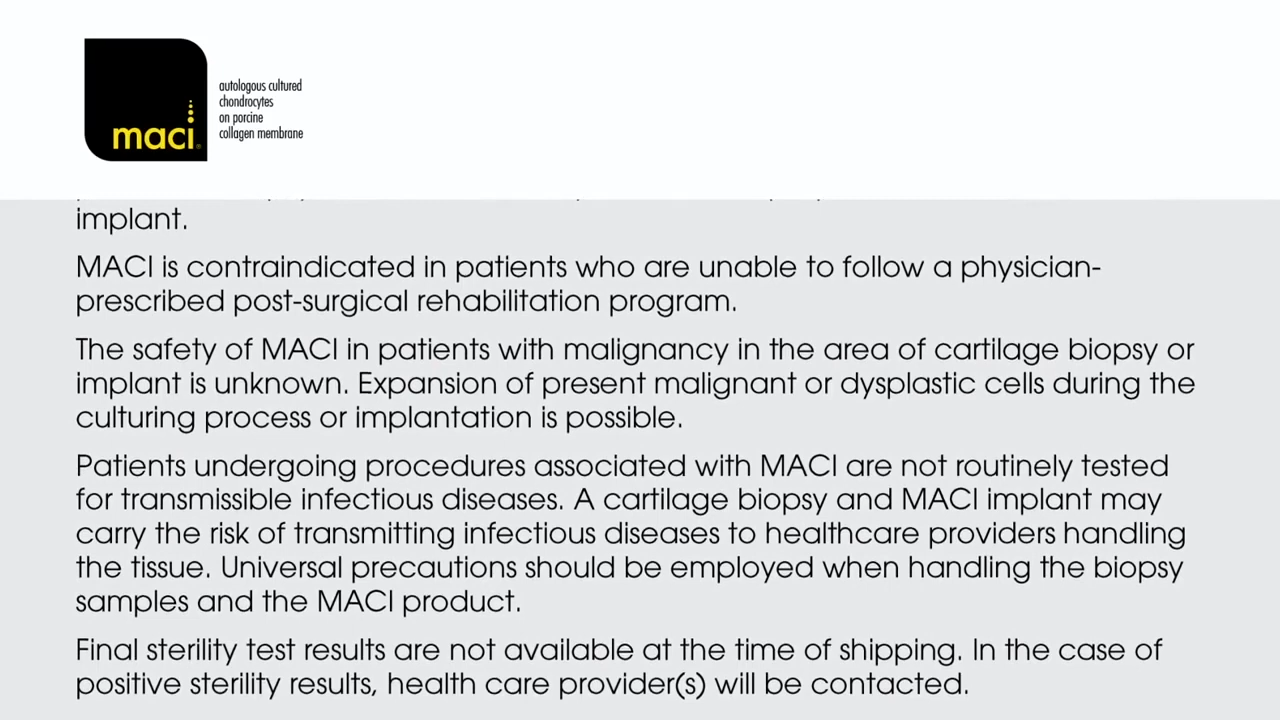 maci®
autologous cultured
chondrocytes
on porcine
collagen membrane
implant.
MACI is contraindicated in patients who are unable to follow a physician-
prescribed post-surgical rehabilitation program.
The safety of MACI in patients with malignancy in the area of cartilage biopsy or
implant is unknown. Expansion of present malignant or dysplastic cells during the
culturing process or implantation is possible.
Patients undergoing procedures associated with MACI are not routinely tested
for transmissible infectious diseases. A cartilage biopsy and MACI implant may
carry the risk of transmitting infectious diseases to healthcare providers handling
the tissue. Universal precautions should be employed when handling the biopsy
samples and the MACI product.
Final sterility test results are not available at the time of shipping. In the case of
positive sterility results, health care provider(s) will be contacted.